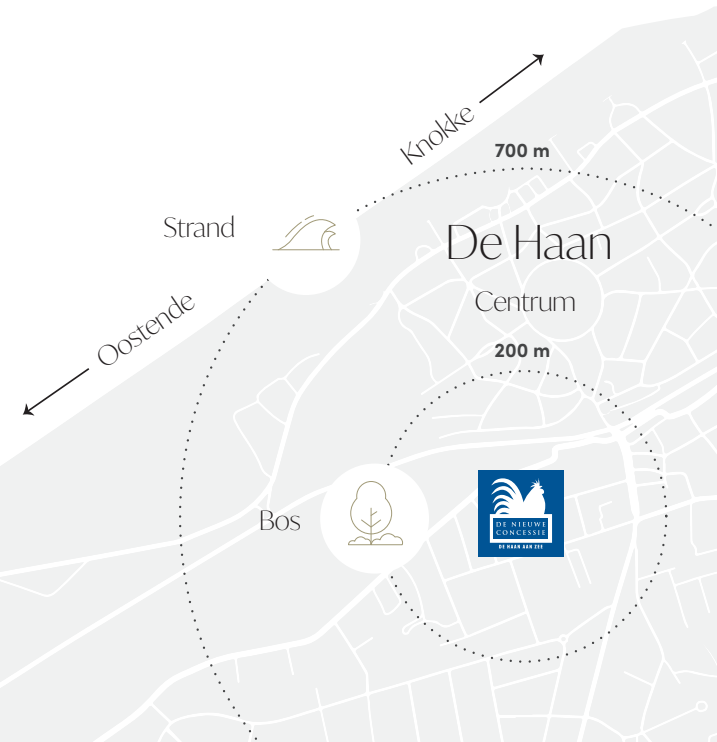 Knokke
700 m
Strand
De Haan
Oostende
Centrum
200 m
Bos
DE NIEUWE
CONCESSIE
DE HAAN AAN ZEE